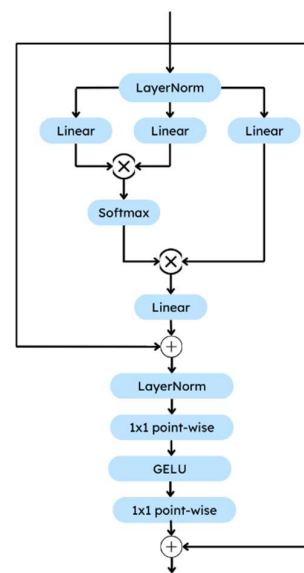 LayerNorm
Linear Linear Linear
Softmax
Linear
LayerNorm
1x1 point-wise
GELU
1x1 point-wise